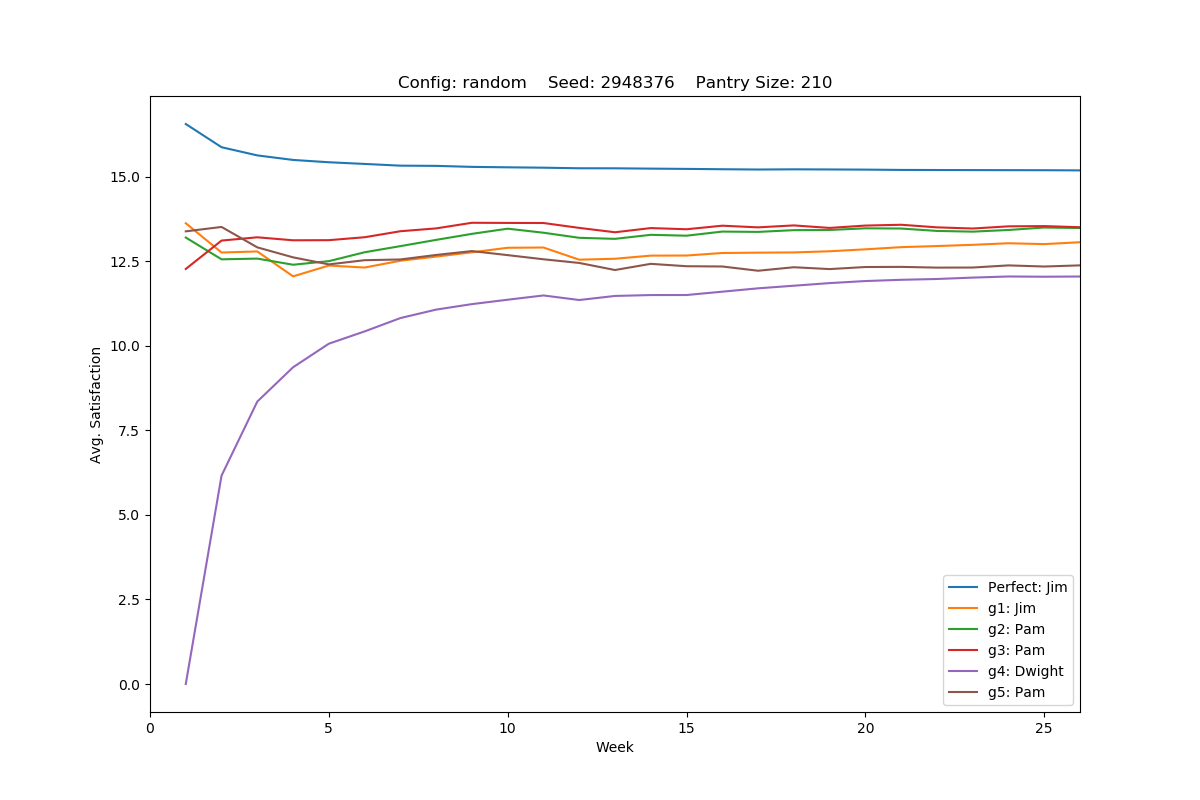 Config: random    Seed: 2948376    Pantry Size: 210
Avg. Satisfaction
15.0
12.5
10.0
7.5
5.0
2.5
0.0
Perfect: Jim
g1: Jim
g2: Pam
g3: Pam
g4: Dwight
g5: Pam
0 5 10 15 20 25
Week